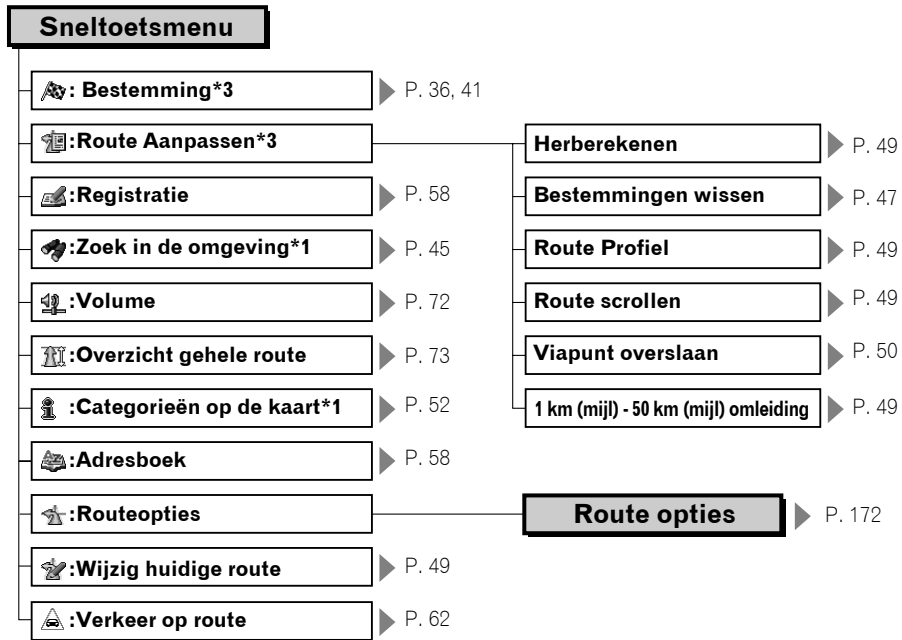 Sneltoetsmenu
: Bestemming*3 P. 36, 41
:Route Aanpassen*3
:Registratie P. 58
:Zoek in de omgeving*1 P. 45
:Volume P. 72
:Overzicht gehele route P. 73
:Categorieën op de kaart*1 P. 52
:Adresboek P. 58
:Routeopties
:Wijzig huidige route P. 49
:Verkeer op route P. 62
Herberekenen P. 49
Bestemmingen wissen P. 47
Route Profiel P. 49
Route scrollen P. 49
Viapunt overslaan P. 50
1 km (mijl) - 50 km (mijl) omleiding P. 49
Route opties P. 172